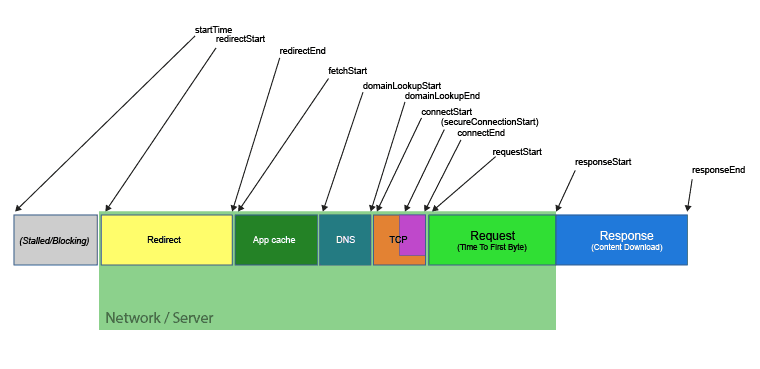 startTime
redirectStart
redirectEnd
fetchStart
domainLookupStart
domainLookupEnd
connectStart
(secureConnectionStart)
connectEnd
requestStart
responseStart
responseEnd
(Stalled/Blocking)
Redirect
App cache
DNS
TCP
Request
(Time To First Byte)
Response
(Content Download)
Network / Server